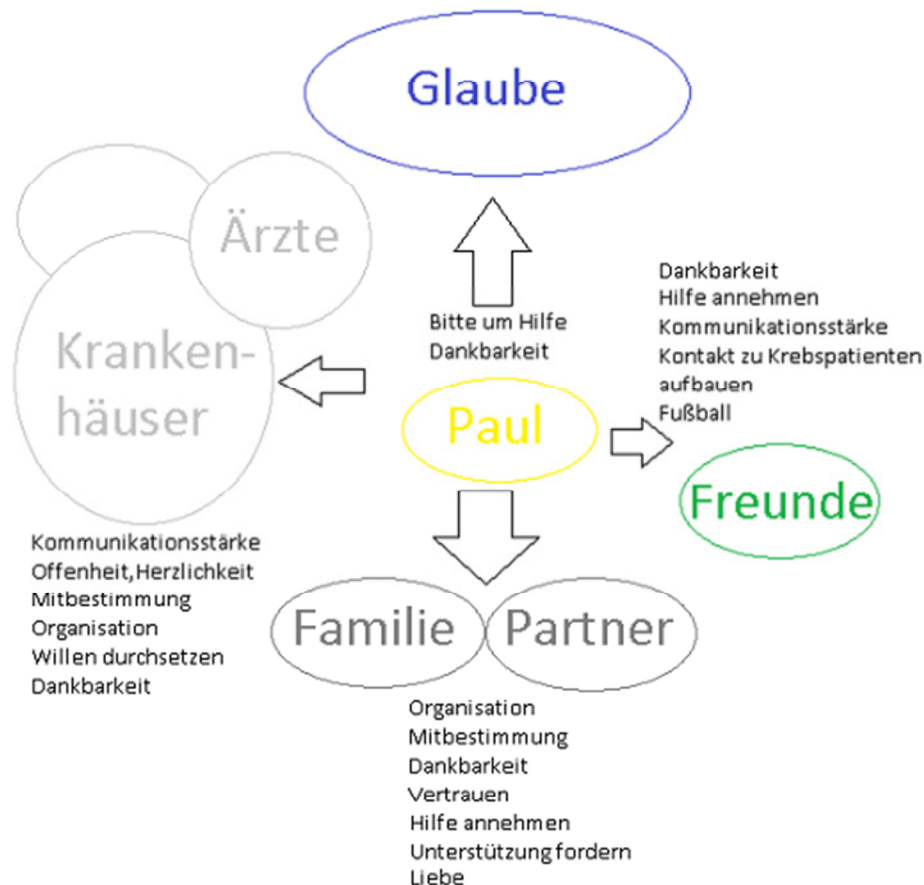 Glaube
Ärzte
Kranken-
häuser
Bitte um Hilfe
Dankbarkeit
Paul
Dankbarkeit
Hilfe annehmen
Kommunikationsstärke
Kontakt zu Krebspatienten
aufbauen
Fußball
Freunde
Kommunikationsstärke
Offenheit,Herzlichkeit
Mitbestimmung
Organisation
Willen durchsetzen
Dankbarkeit
Familie
Partner
Organisation
Mitbestimmung
Dankbarkeit
Vertrauen
Hilfe annehmen
Unterstützung fordern
Liebe